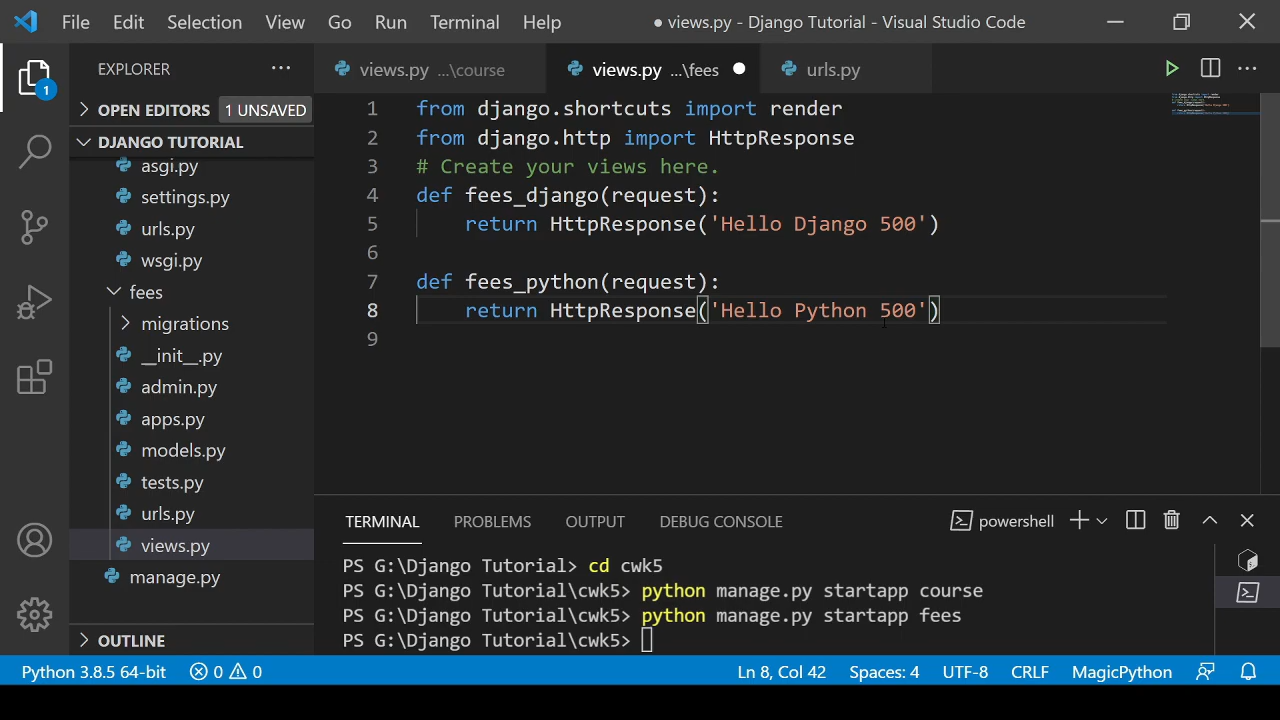 File Edit Selection View Go Run Terminal Help ● views.py - Django Tutorial - Visual Studio Code
1
EXPLORER ...
OPEN EDITORS 1 UNSAVED
DJANGO TUTORIAL
asgi.py
settings.py
urls.py
wsgi.py
fees
migrations
__init__.py
admin.py
apps.py
models.py
tests.py
urls.py
views.py
manage.py
OUTLINE
views.py ...\course views.py ...\fees ● urls.py
1 from django.shortcuts import render
2 from django.http import HttpResponse
3 # Create your views here.
4 def fees_django(request):
5 return HttpResponse('Hello Django 500')
6
7 def fees_python(request):
8 return HttpResponse('Hello Python 500')
9
TERMINAL PROBLEMS OUTPUT DEBUG CONSOLE powershell
PS G:\Django Tutorial> cd cwk5
PS G:\Django Tutorial\cwk5> python manage.py startapp course
PS G:\Django Tutorial\cwk5> python manage.py startapp fees
PS G:\Django Tutorial\cwk5>
Python 3.8.5 64-bit 0 0 Ln 8, Col 42 Spaces: 4 UTF-8 CRLF MagicPython